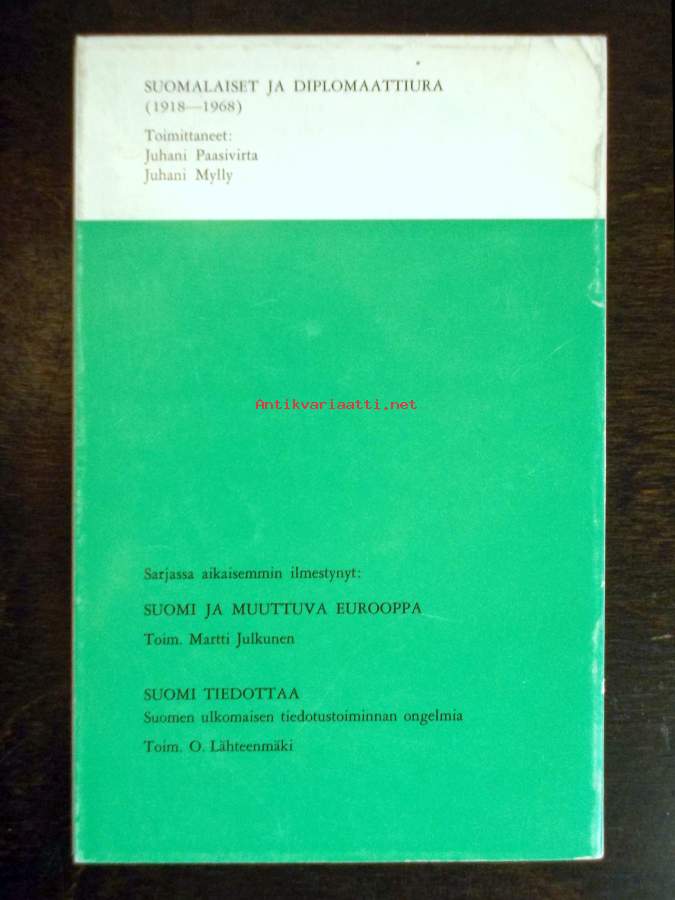 SUOMALAISET JA DIPLOMAATTIURA
(1918—1968)
Toimittaneet:
Juhani Paasivirta
Juhani Mylly
Antikvariaatti.net
Sarjassa aikaisemmin ilmestynyt:
SUOMI JA MUUTTUVA EUROOPPA
Toim. Martti Julkunen
SUOMI TIEDOTTAA
Suomen ulkomaisen tiedotustoiminnan ongelmia
Toim. O. Lähteenmäki